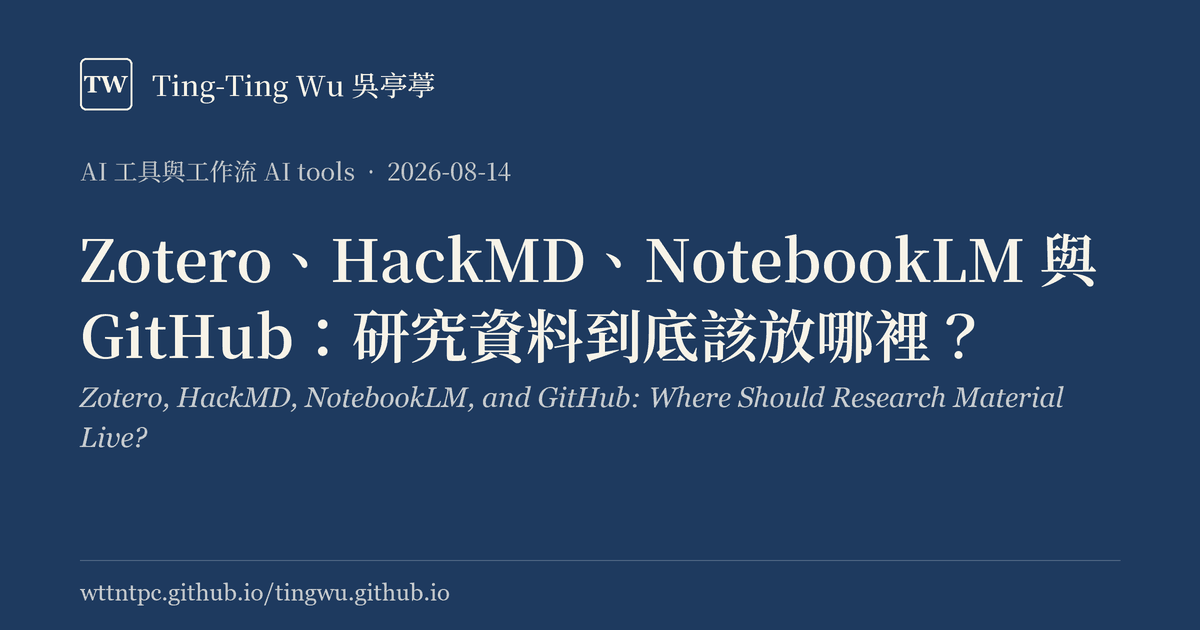 TW
Ting-Ting Wu 吳亭葶
AI 工具與工作流 AI tools · 2026-08-14
Zotero、HackMD、NotebookLM 與
GitHub：研究資料到底該放哪裡？
Zotero, HackMD, NotebookLM, and GitHub: Where Should Research Material
Live?
wttntpc.github.io/tingwu.github.io